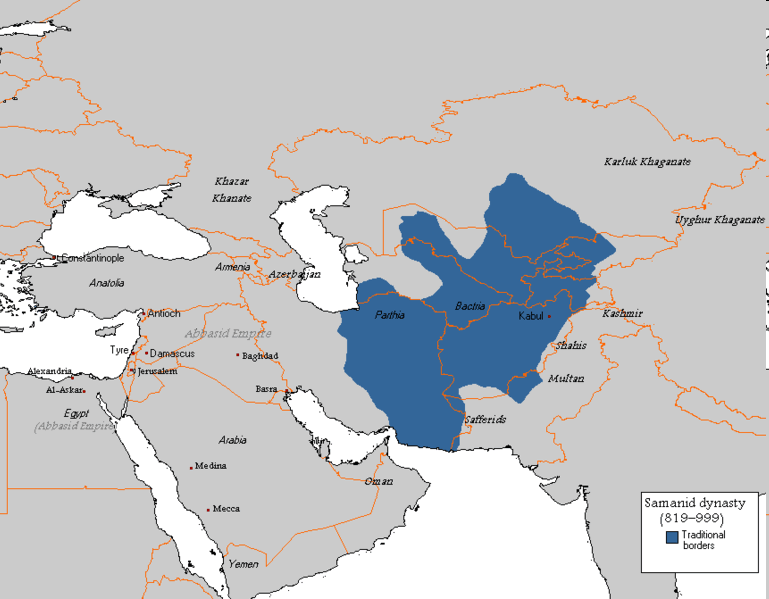 Karluk Khaganate
Khazar
Khanate
Uyghur Khaganate
Constantinople
Armenia
Azerbaijan
Anatolia
Bactria
Parthia
Kabul
Kashmir
Antioch
Abbasid Empire
Shahis
Tyre
Damascus
Baghdad
Jerusalem
Alexandria
Multan
Al-Askar
Basra
Egypt
(Abbasid Empire
Safferids
Arabia
Medina
Oman
Mecca
Yemen
Samanid dynasty
(819–999)
Traditional
borders